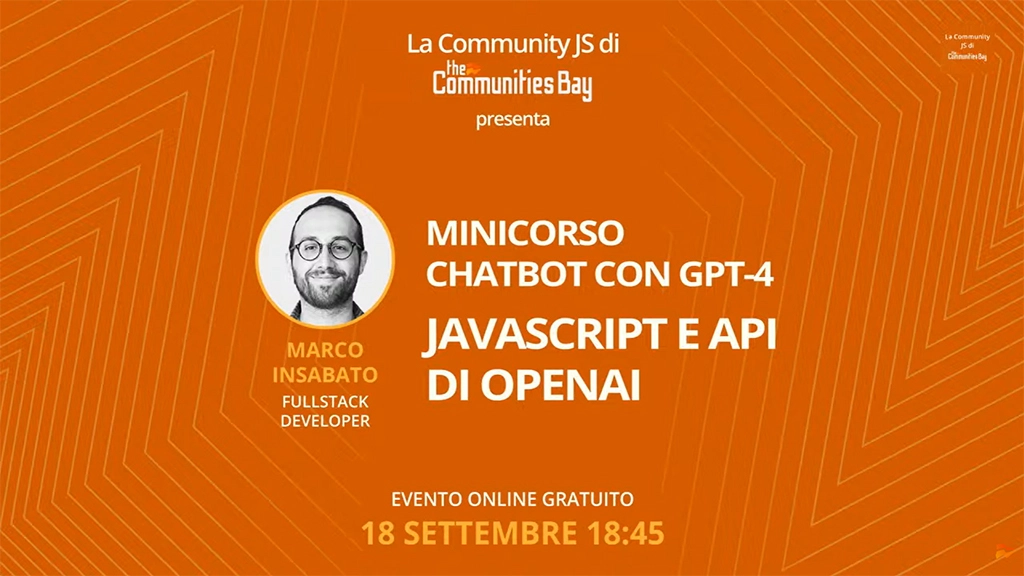 La Community JS di
the
Communities Bay
presenta
La Community
JS di
the
Communities Bay
MINICORSO
CHATBOT CON GPT-4
JAVASCRIPT E API
DI OPENAI
MARCO
INSABATO
FULLSTACK
DEVELOPER
EVENTO ONLINE GRATUITO
18 SETTEMBRE 18:45